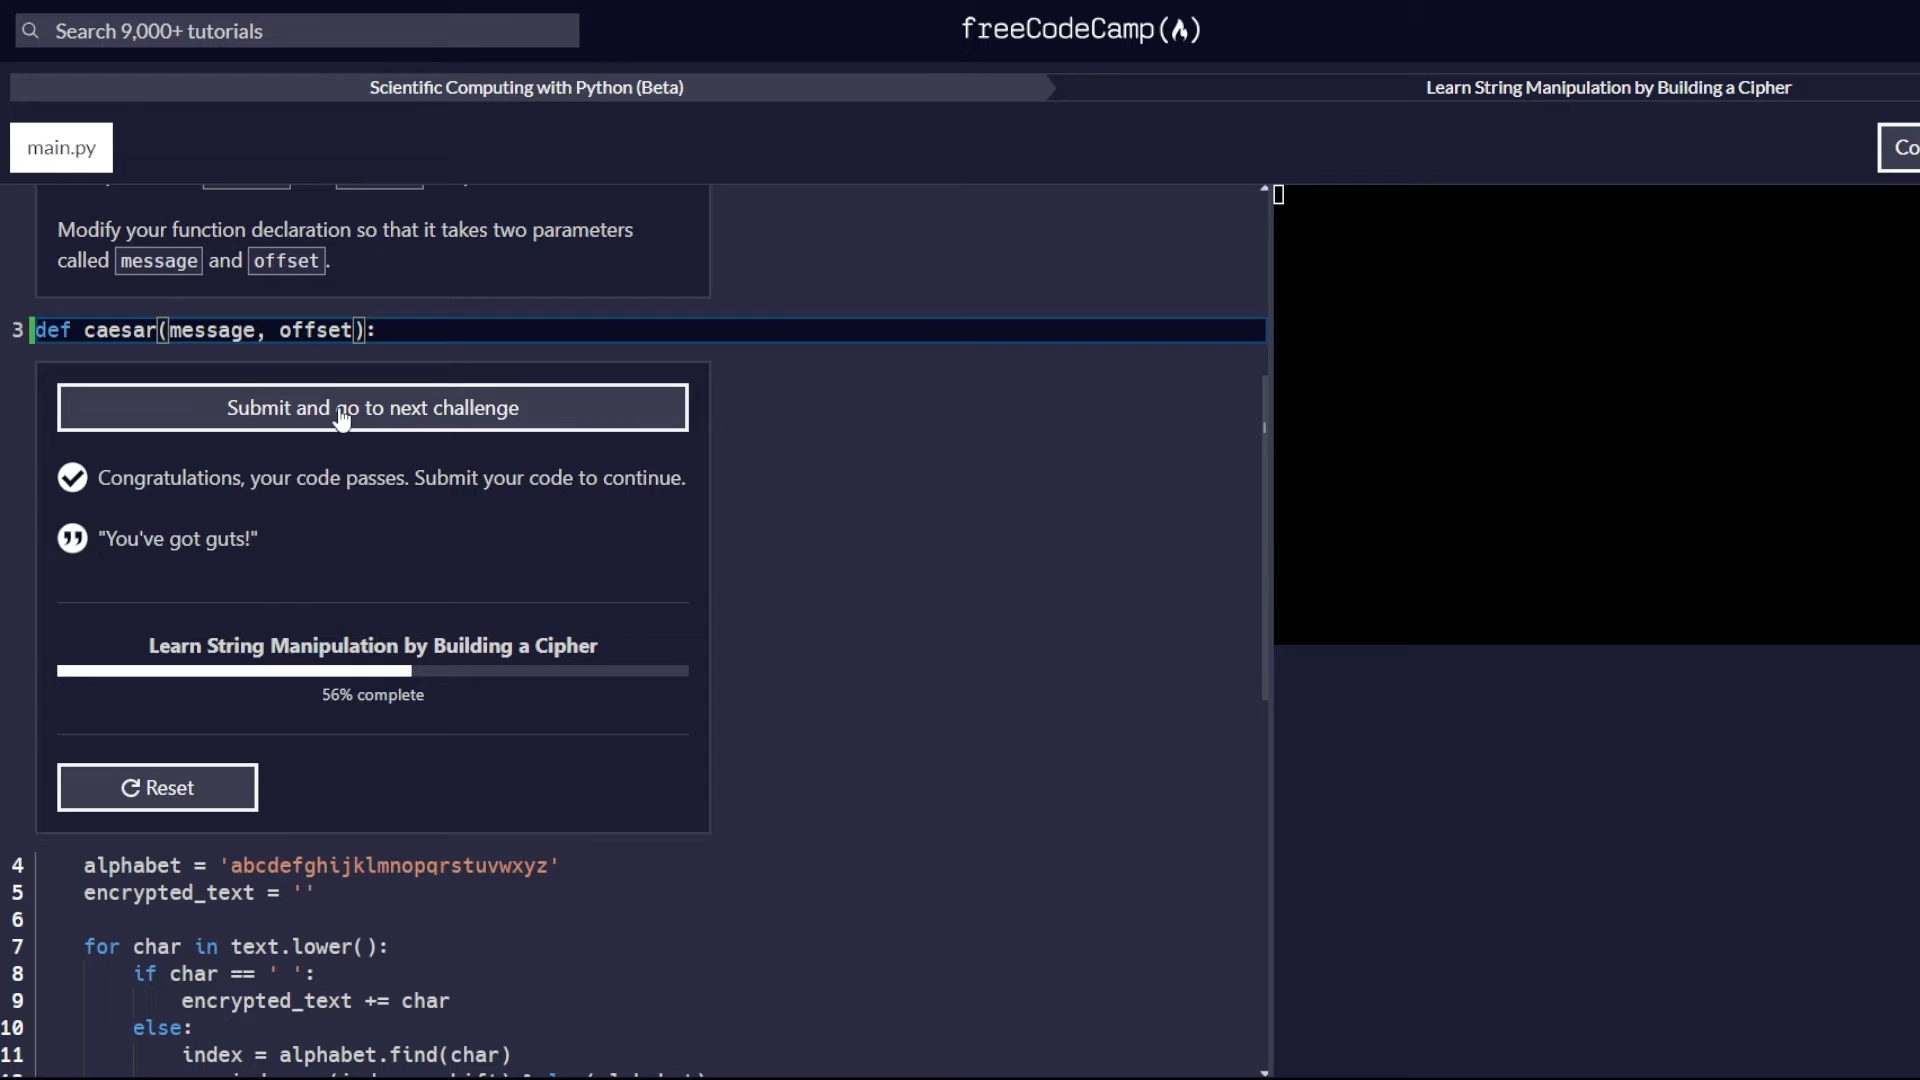 Search 9,000+ tutorials
freeCodeCamp
Scientific Computing with Python (Beta)
Learn String Manipulation by Building a Cipher
main.py
Co
Modify your function declaration so that it takes two parameters
called message and offset.
3 def caesar(message, offset):
Submit and go to next challenge
Congratulations, your code passes. Submit your code to continue.
"You've got guts!"
Learn String Manipulation by Building a Cipher
56% complete
Reset
4 alphabet = 'abcdefghijklmnopqrstuvwxyz'
5 encrypted_text = ''
6
7 for char in text.lower():
8 if char == ' ':
9 encrypted_text += char
10 else:
11 index = alphabet.find(char)